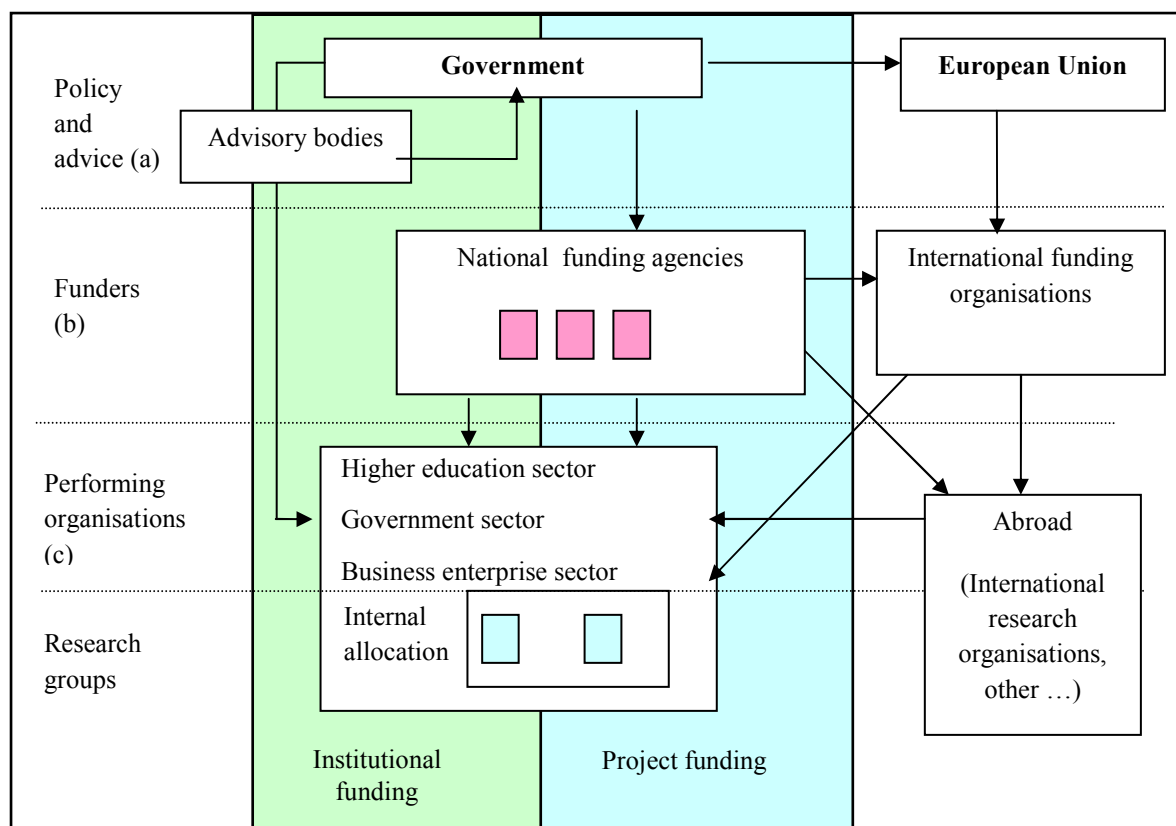 Government
European Union
Policy
and
advice (a)
Advisory bodies
Funders
(b)
National funding agencies
International funding
organisations
Performing
organisations
(c)
Higher education sector
Government sector
Business enterprise sector
Abroad
(International
research
organisations,
other …)
Research
groups
Internal
allocation
Institutional
funding
Project funding